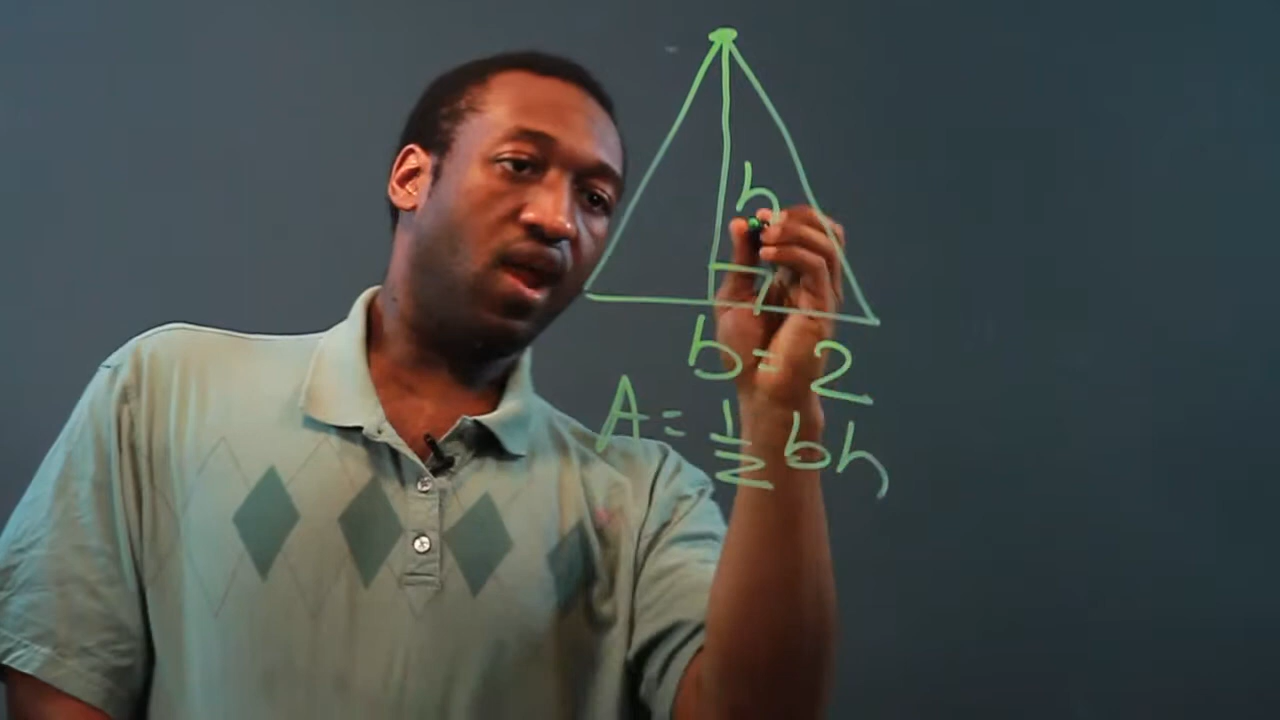 h
b = 2
A = 1/2 bh